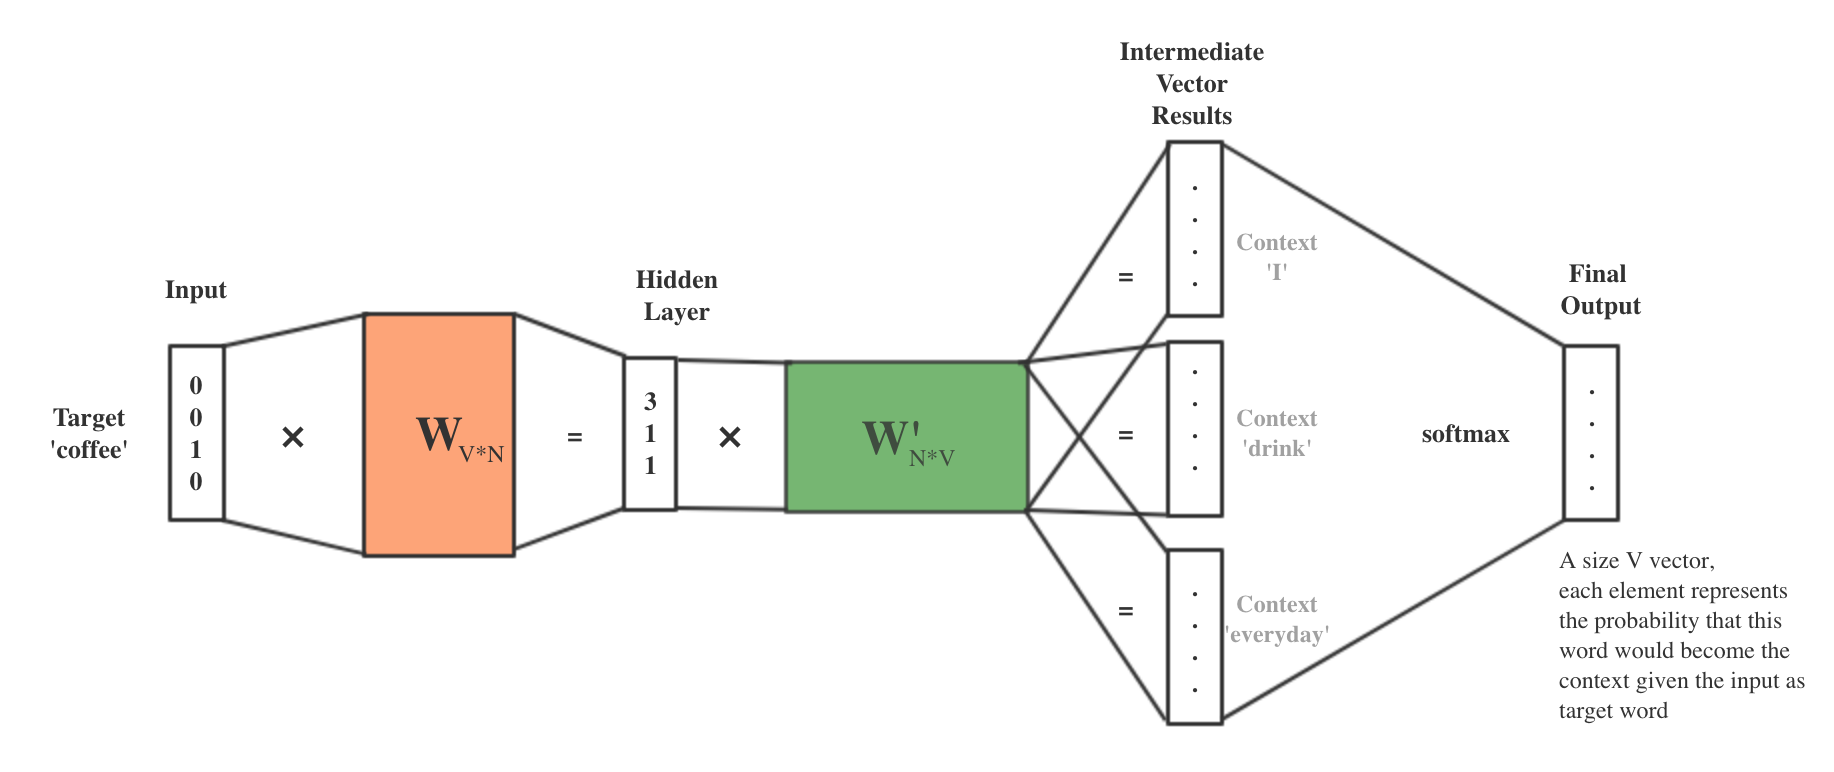 Intermediate
Vector
Results
Input
Hidden
Layer
Final
Output
Target
'coffee'
0
0
1
0
×
W V*N
=
3
1
1
×
W' N*V
=
=
=
.
.
.
.
Context
'I'
.
.
.
.
Context
'drink'
.
.
.
.
Context
'everyday'
softmax
.
.
.
.
A size V vector,
each element represents
the probability that this
word would become the
context given the input as
target word